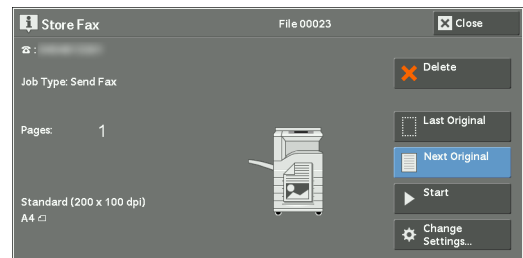 Store Fax
File 00023
Close
:
Job Type: Send Fax
Delete
Last Original
Pages: 1
Next Original
Start
Standard (200 x 100 dpi)
A4
Change
Settings...